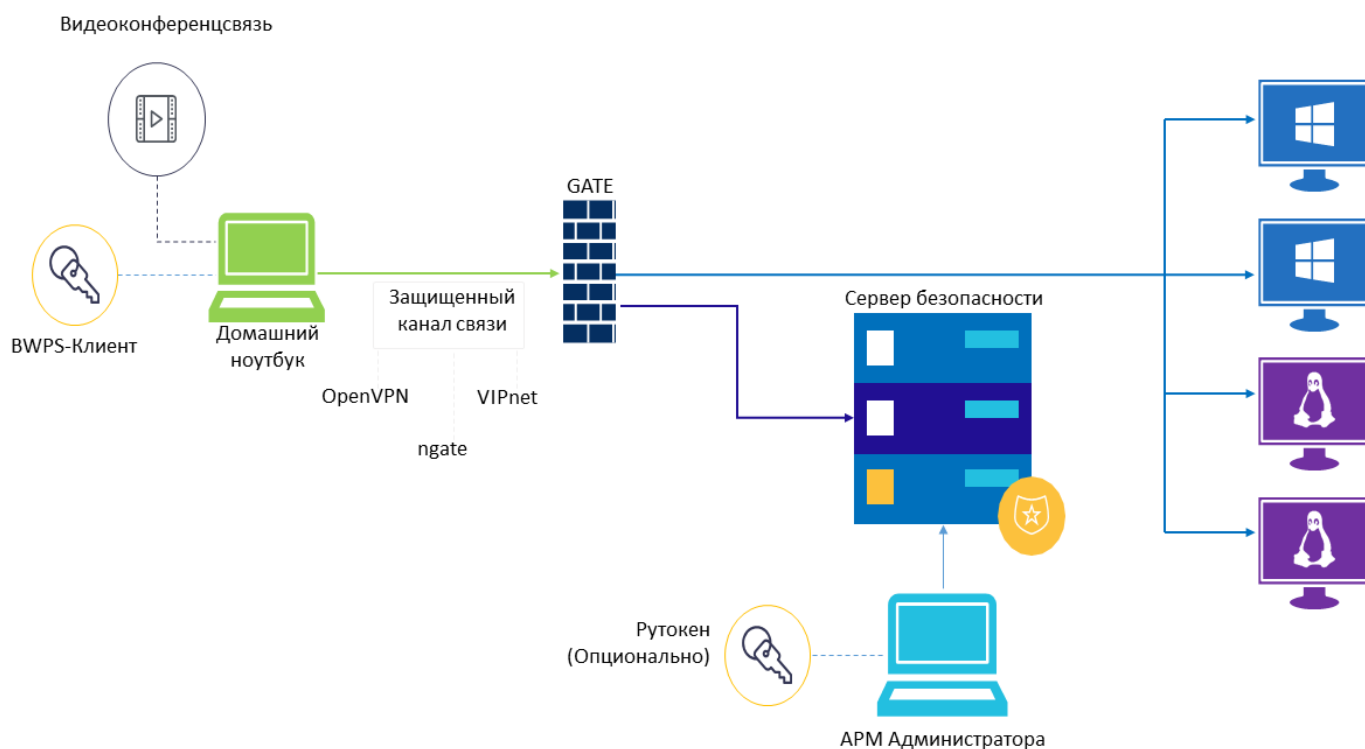 Видеоконференцсвязь
GATE
Защищенный
канал связи
Сервер безопасности
Домашний
ноутбук
BWPS-Клиент
OpenVPN
VIPnet
ngate
Рутокен
(Опционально)
АРМ Администратора